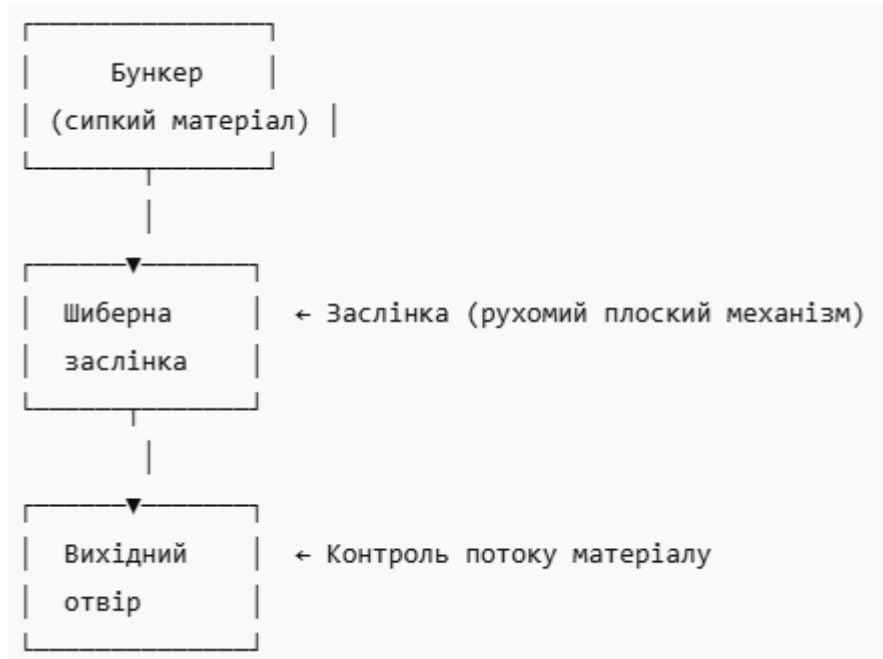 Бункер
(сипкий матеріал)
Шиберна ← Заслінка (рухомий плоский механізм)
заслінка
Вихідний ← Контроль потоку матеріалу
отвір